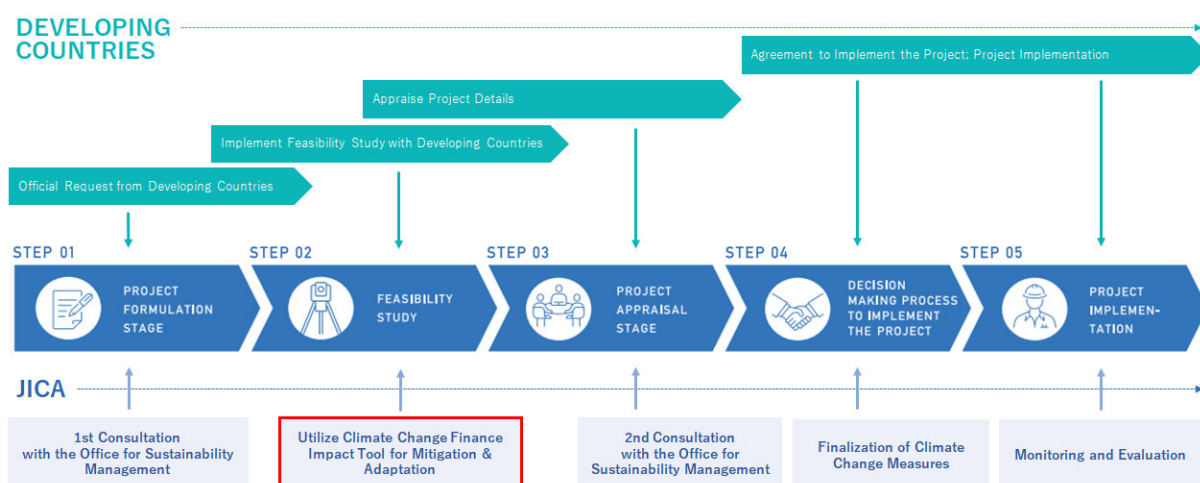 DEVELOPING
COUNTRIES
Agreement to Implement the Project; Project Implementation
Appraise Project Details
Implement Feasibility Study with Developing Countries
Official Request from Developing Countries
STEP 01
STEP 02
STEP 03
STEP 04
STEP 05
PROJECT
FORMULATION
STAGE
FEASIBILITY
STUDY
PROJECT
APPRAISAL
STAGE
DECISION
MAKING PROCESS
TO IMPLEMENT
THE PROJECT
PROJECT
IMPLEMEN-
TATION
JICA
1st Consultation
with the Office for Sustainability
Management
Utilize Climate Change Finance
Impact Tool for Mitigation &
Adaptation
2nd Consultation
with the Office for
Sustainability Management
Finalization of Climate
Change Measures
Monitoring and Evaluation